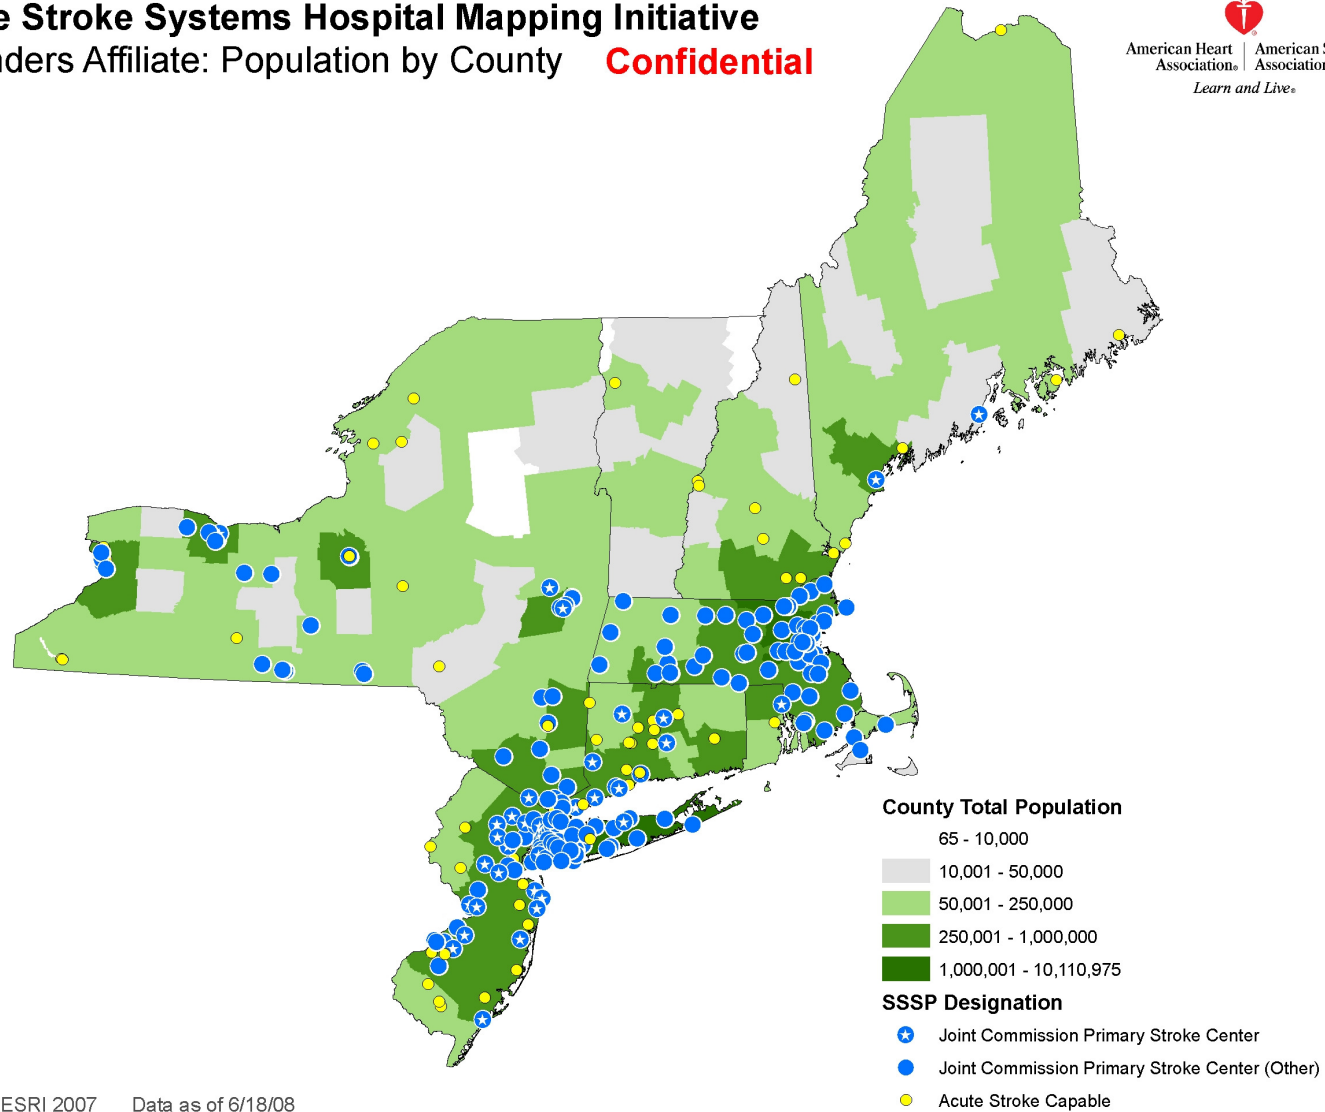 e Stroke Systems Hospital Mapping Initiative
nders Affiliate: Population by County Confidential
American Heart Association® American S
Association
Learn and Live®
County Total Population
65 - 10,000
10,001 - 50,000
50,001 - 250,000
250,001 - 1,000,000
1,000,001 - 10,110,975
SSSP Designation
Joint Commission Primary Stroke Center
Joint Commission Primary Stroke Center (Other)
Acute Stroke Capable
ESRI 2007 Data as of 6/18/08